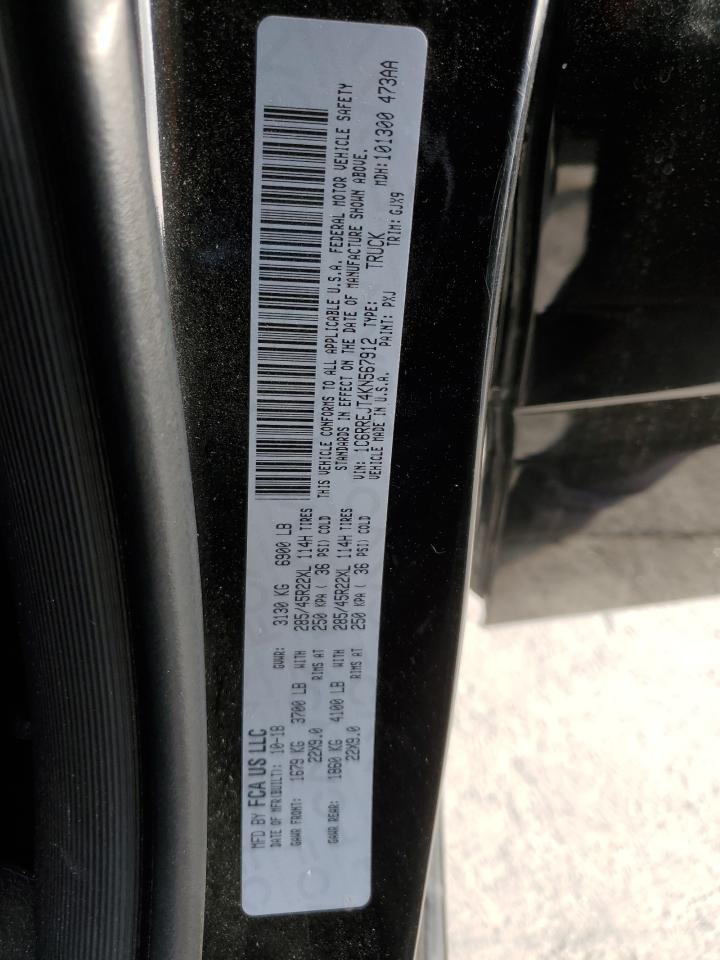 MFD BY FCA US LLC
DATE OF MFR(BUILT): 10-18 GVWR: 3130 KG 6900 LB
GAWR FRONT: 1679 KG 3700 LB WITH 285/45R22XL 114H TIRES
22X9.0 RIMS AT 250 KPA ( 36 PSI) COLD
GAWR REAR: 1860 KG 4100 LB WITH 285/45R22XL 114H TIRES
22X9.0 RIMS AT 250 KPA ( 36 PSI) COLD
THIS VEHICLE CONFORMS TO ALL APPLICABLE U.S.A. FEDERAL MOTOR VEHICLE SAFETY
STANDARDS IN EFFECT ON THE DATE OF MANUFACTURE SHOWN ABOVE.
VIN: 1C6RREJT4KN567912 TYPE: TRUCK MDH: 101300 473AA
VEHICLE MADE IN U.S.A. PAINT: PXJ TRIM: GJX9